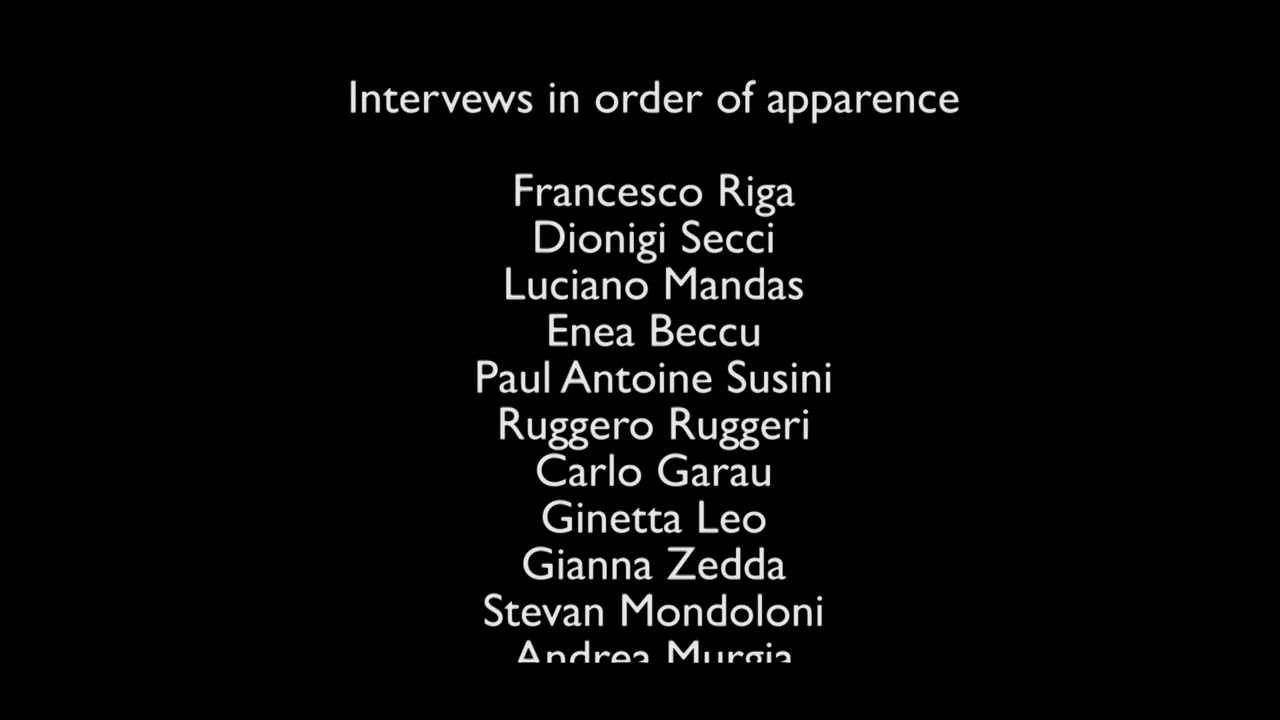 Intervews in order of apparence
Francesco Riga
Dionigi Secci
Luciano Mandas
Enea Beccu
Paul Antoine Susini
Ruggero Ruggeri
Carlo Garau
Ginetta Leo
Gianna Zedda
Stevan Mondoloni
Andrea Murgia